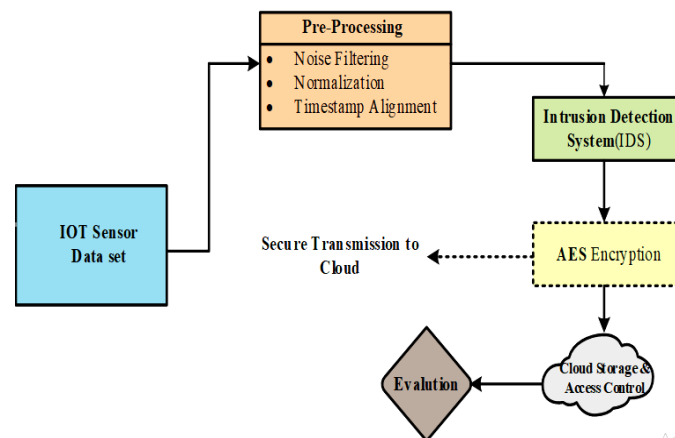 Pre-Processing
• Noise Filtering
• Normalization
• Timestamp Alignment
Intrusion Detection
System(IDS)
IOT Sensor
Data set
Secure Transmission to
Cloud
AES Encryption
Cloud Storage &
Access Control
Evalution